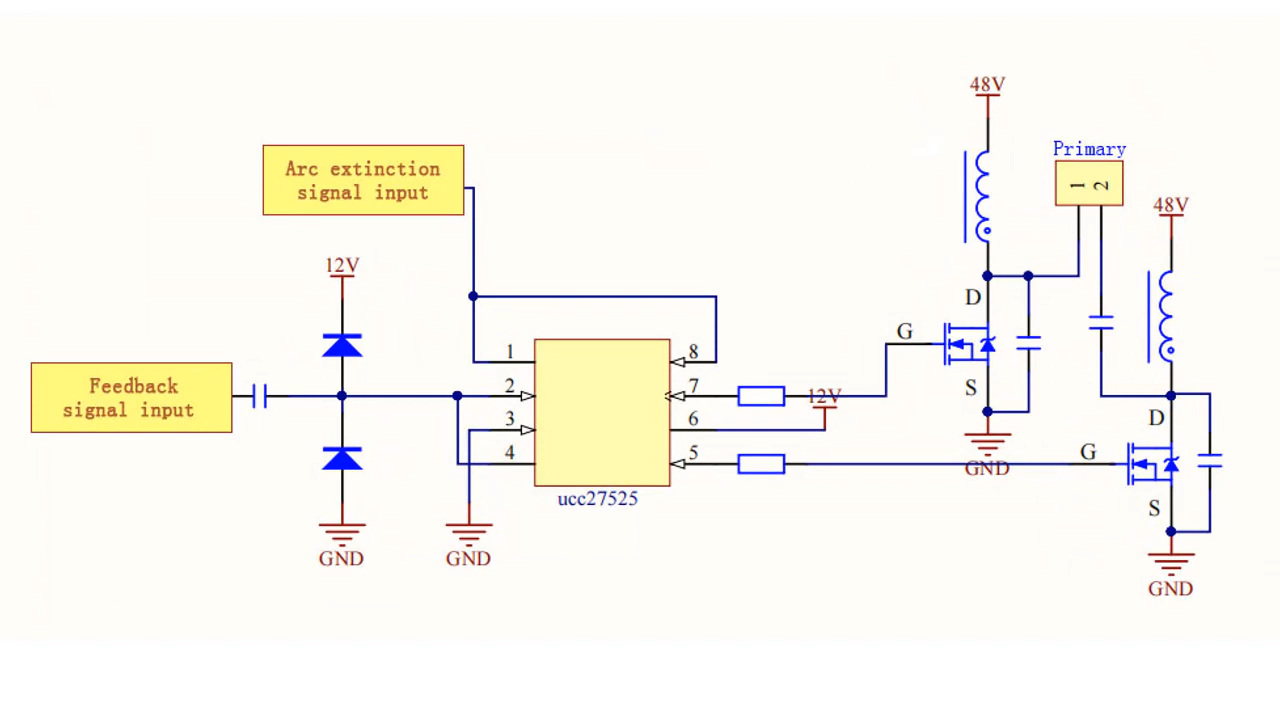 48V
Primary
1
2
Arc extinction
signal input
48V
12V
D
G
1
8
Feedback
signal input
2
7
S
12V
3
6
D
4
5
G
GND
ucc27525
S
GND
GND
GND